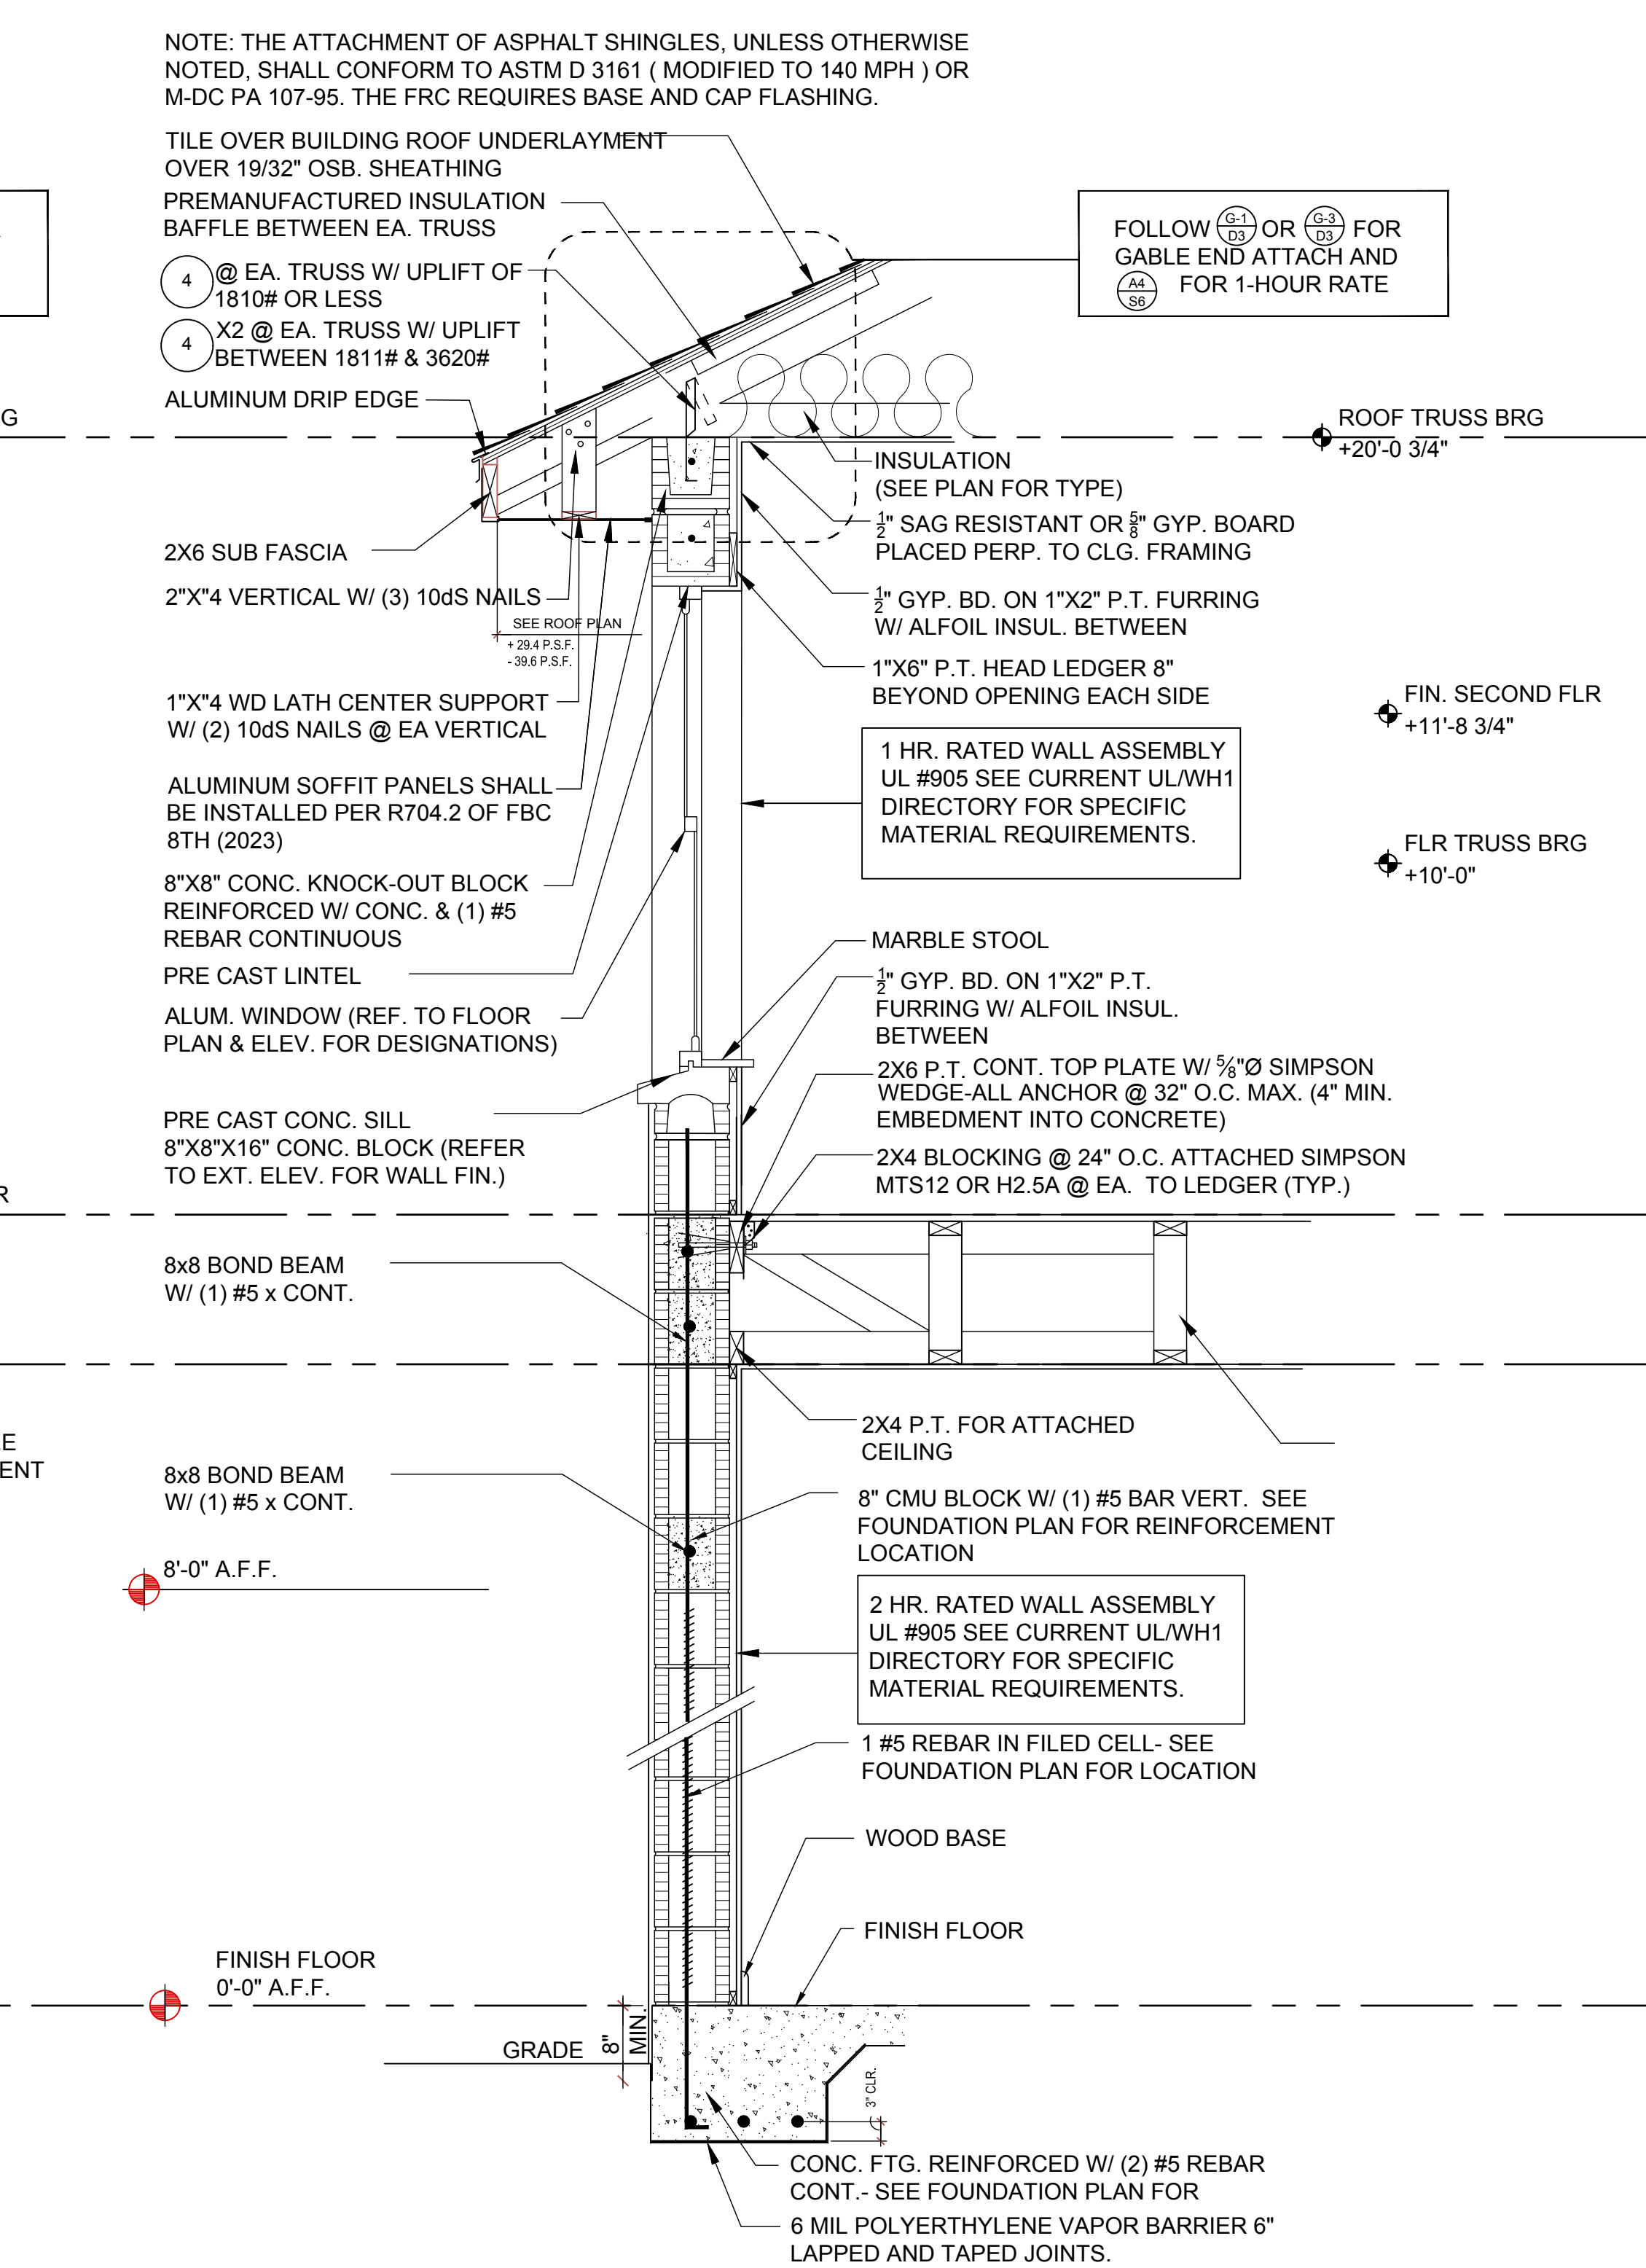 NOTE: THE ATTACHMENT OF ASPHALT SHINGLES, UNLESS OTHERWISE
NOTED, SHALL CONFORM TO ASTM D 3161 ( MODIFIED TO 140 MPH ) OR
M-DC PA 107-95. THE FRC REQUIRES BASE AND CAP FLASHING.
TILE OVER BUILDING ROOF UNDERLAYMENT
OVER 19/32" OSB. SHEATHING
PREMANUFACTURED INSULATION
BAFFLE BETWEEN EA. TRUSS
4 @ EA. TRUSS W/ UPLIFT OF
1810# OR LESS
4 X2 @ EA. TRUSS W/ UPLIFT
BETWEEN 1811# & 3620#
ALUMINUM DRIP EDGE
G
2X6 SUB FASCIA
2"X"4 VERTICAL W/ (3) 10dS NAILS
SEE ROOF PLAN
+ 29.4 P.S.F.
- 39.6 P.S.F.
1"X"4 WD LATH CENTER SUPPORT
W/ (2) 10dS NAILS @ EA VERTICAL
ALUMINUM SOFFIT PANELS SHALL
BE INSTALLED PER R704.2 OF FBC
8TH (2023)
8"X8" CONC. KNOCK-OUT BLOCK
REINFORCED W/ CONC. & (1) #5
REBAR CONTINUOUS
PRE CAST LINTEL
ALUM. WINDOW (REF. TO FLOOR
PLAN & ELEV. FOR DESIGNATIONS)
PRE CAST CONC. SILL
8"X8"X16" CONC. BLOCK (REFER
TO EXT. ELEV. FOR WALL FIN.)
R
8x8 BOND BEAM
W/ (1) #5 x CONT.
E
ENT
8x8 BOND BEAM
W/ (1) #5 x CONT.
8'-0" A.F.F.
FINISH FLOOR
0'-0" A.F.F.
GRADE
8"
MIN.
FOLLOW G-1 D3 OR G-3 D3 FOR
GABLE END ATTACH AND
A4 S6 FOR 1-HOUR RATE
ROOF TRUSS BRG
+20'-0 3/4"
INSULATION
(SEE PLAN FOR TYPE)
1/2" SAG RESISTANT OR 5/8" GYP. BOARD
PLACED PERP. TO CLG. FRAMING
1/2" GYP. BD. ON 1"X2" P.T. FURRING
W/ ALFOIL INSUL. BETWEEN
1"X6" P.T. HEAD LEDGER 8"
BEYOND OPENING EACH SIDE
FIN. SECOND FLR
+11'-8 3/4"
1 HR. RATED WALL ASSEMBLY
UL #905 SEE CURRENT UL/WH1
DIRECTORY FOR SPECIFIC
MATERIAL REQUIREMENTS.
FLR TRUSS BRG
+10'-0"
MARBLE STOOL
1/2" GYP. BD. ON 1"X2" P.T.
FURRING W/ ALFOIL INSUL.
BETWEEN
2X6 P.T. CONT. TOP PLATE W/ 5/8"Ø SIMPSON
WEDGE-ALL ANCHOR @ 32" O.C. MAX. (4" MIN.
EMBEDMENT INTO CONCRETE)
2X4 BLOCKING @ 24" O.C. ATTACHED SIMPSON
MTS12 OR H2.5A @ EA. TO LEDGER (TYP.)
2X4 P.T. FOR ATTACHED
CEILING
8" CMU BLOCK W/ (1) #5 BAR VERT. SEE
FOUNDATION PLAN FOR REINFORCEMENT
LOCATION
2 HR. RATED WALL ASSEMBLY
UL #905 SEE CURRENT UL/WH1
DIRECTORY FOR SPECIFIC
MATERIAL REQUIREMENTS.
1 #5 REBAR IN FILED CELL- SEE
FOUNDATION PLAN FOR LOCATION
WOOD BASE
FINISH FLOOR
3" CLR.
CONC. FTG. REINFORCED W/ (2) #5 REBAR
CONT.- SEE FOUNDATION PLAN FOR
6 MIL POLYERTHYLENE VAPOR BARRIER 6"
LAPPED AND TAPED JOINTS.